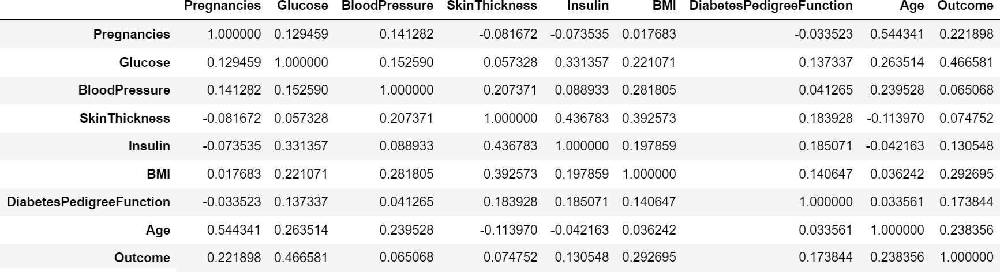 Pregnancies Glucose BloodPressure SkinThickness Insulin BMI DiabetesPedigreeFunction Age Outcome
Pregnancies 1.000000 0.129459 0.141282 -0.081672 -0.073535 0.017683 -0.033523 0.544341 0.221898
Glucose 0.129459 1.000000 0.152590 0.057328 0.331357 0.221071 0.137337 0.263514 0.466581
BloodPressure 0.141282 0.152590 1.000000 0.207371 0.088933 0.281805 0.041265 0.239528 0.065068
SkinThickness -0.081672 0.057328 0.207371 1.000000 0.436783 0.392573 0.183928 -0.113970 0.074752
Insulin -0.073535 0.331357 0.088933 0.436783 1.000000 0.197859 0.185071 -0.042163 0.130548
BMI 0.017683 0.221071 0.281805 0.392573 0.197859 1.000000 0.140647 0.036242 0.292695
DiabetesPedigreeFunction -0.033523 0.137337 0.041265 0.183928 0.185071 0.140647 1.000000 0.033561 0.173844
Age 0.544341 0.263514 0.239528 -0.113970 -0.042163 0.036242 0.033561 1.000000 0.238356
Outcome 0.221898 0.466581 0.065068 0.074752 0.130548 0.292695 0.173844 0.238356 1.000000